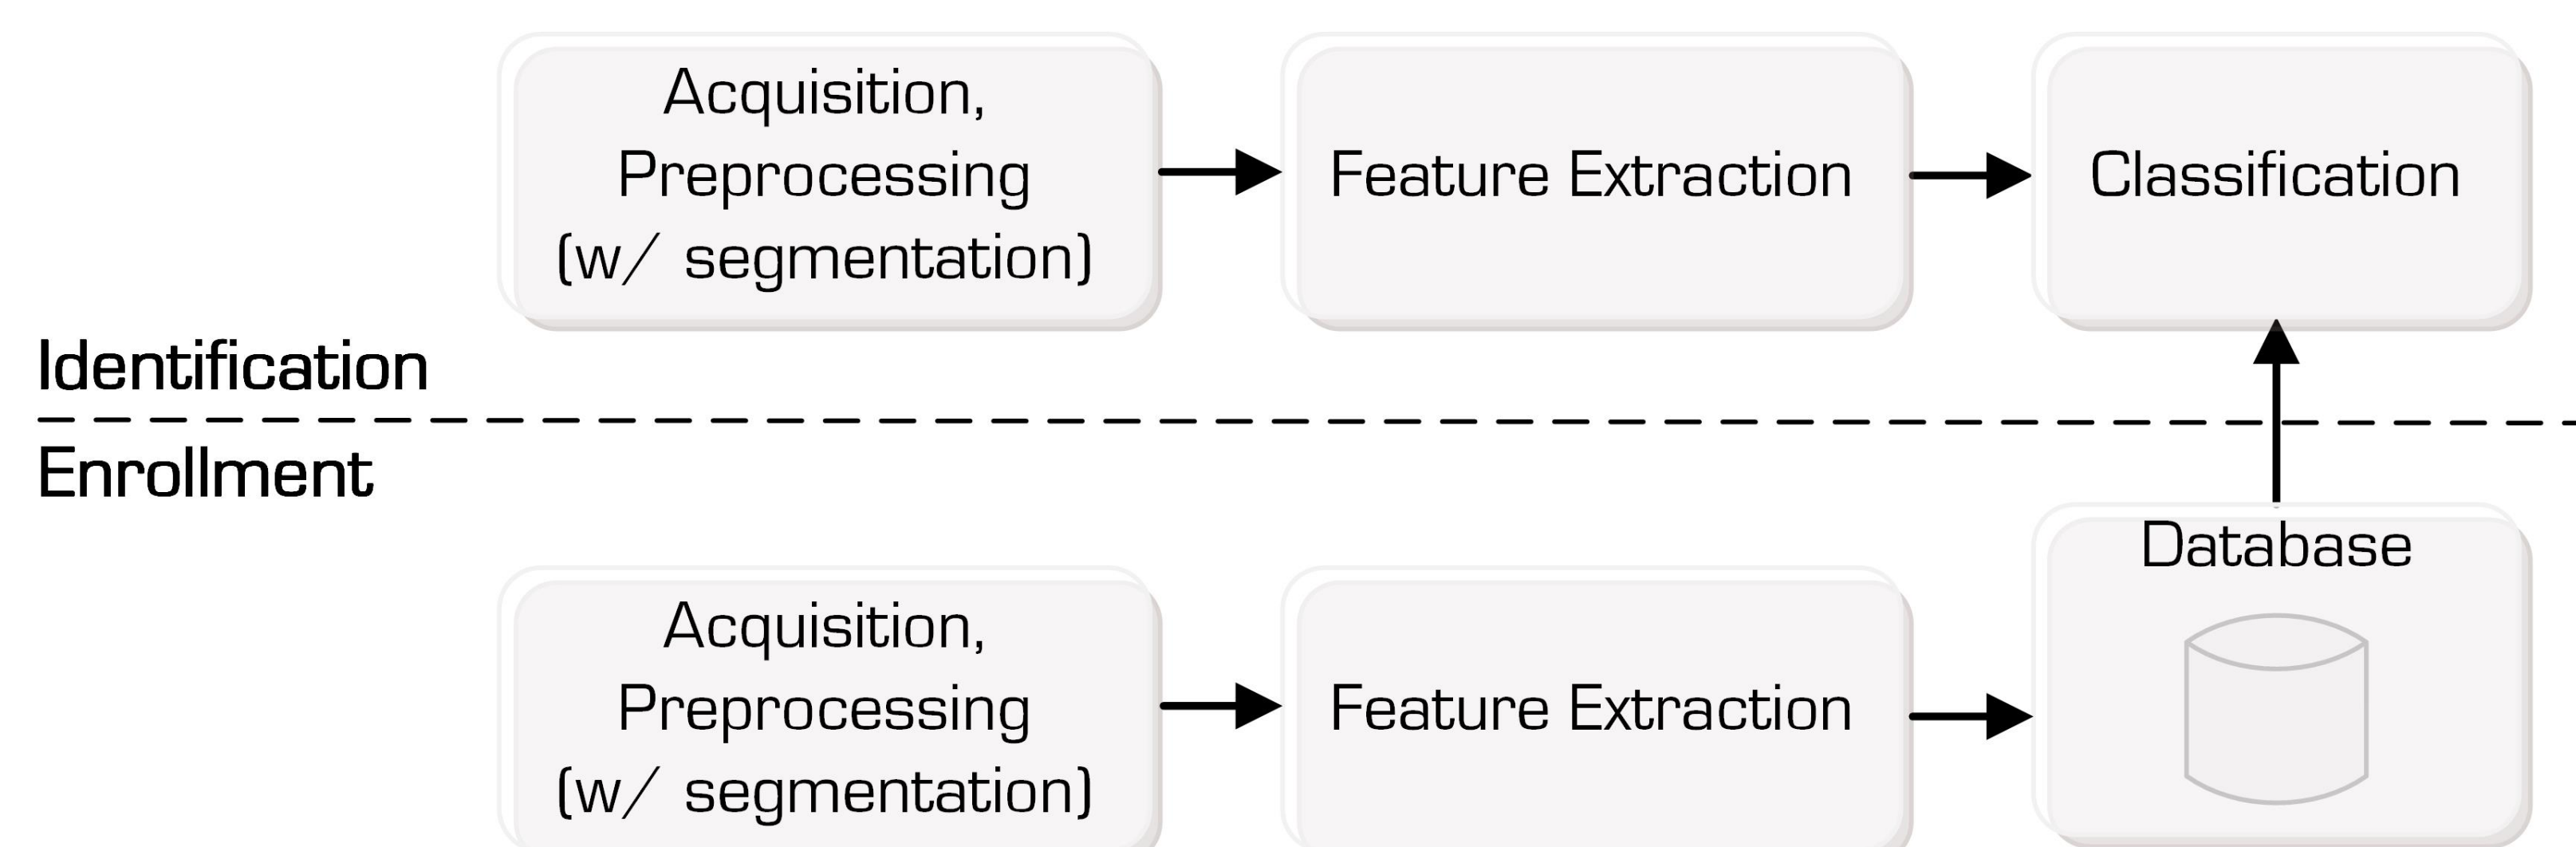 Acquisition,
Preprocessing
(w/ segmentation)
Feature Extraction
Classification
Identification
Enrollment
Acquisition,
Preprocessing
(w/ segmentation)
Feature Extraction
Database